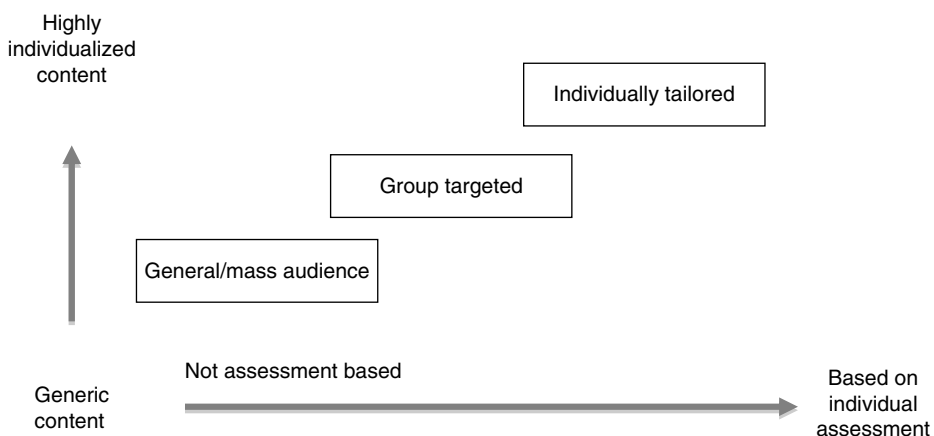 Highly
individualized
content
Individually tailored
Group targeted
General/mass audience
Not assessment based
Generic
content
Based on
individual
assessment